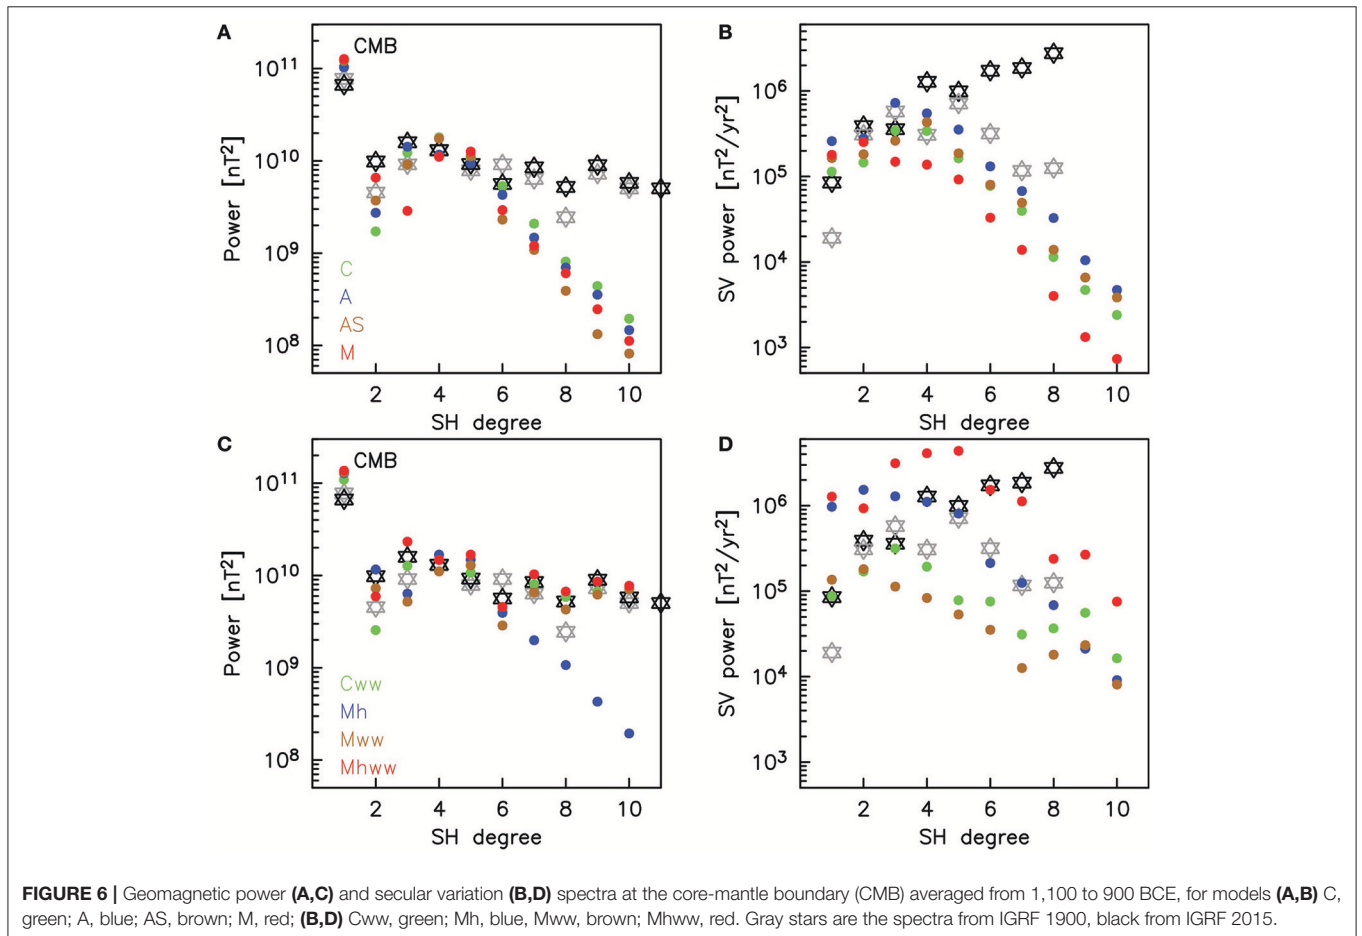 A
CMB
Power [nT²]
10¹¹
10¹⁰
10⁹
10⁸
C
A
AS
M
2 4 6 8 10
SH degree
B
SV power [nT²/yr²]
10⁶
10⁵
10⁴
10³
2 4 6 8 10
SH degree
C
CMB
Power [nT²]
10¹¹
10¹⁰
10⁹
10⁸
Cww
Mh
Mww
Mhww
2 4 6 8 10
SH degree
D
SV power [nT²/yr²]
10⁶
10⁵
10⁴
10³
2 4 6 8 10
SH degree
FIGURE 6 | Geomagnetic power (A,C) and secular variation (B,D) spectra at the core-mantle boundary (CMB) averaged from 1,100 to 900 BCE, for models (A,B) C,
green; A, blue; AS, brown; M, red; (B,D) Cww, green; Mh, blue, Mww, brown; Mhww, red. Gray stars are the spectra from IGRF 1900, black from IGRF 2015.